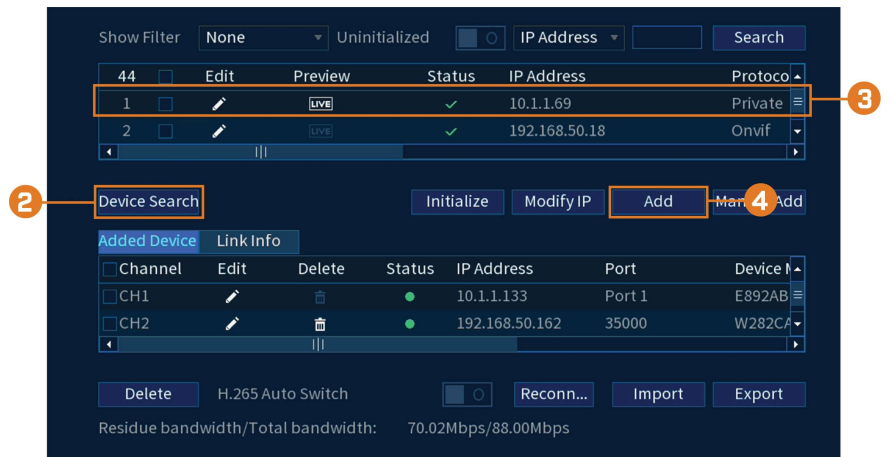 Show Filter None Uninitialized IP Address Search
44 Edit Preview Status IP Address Protoco
1 LIVE 10.1.1.69 Private 3
2 LIVE 192.168.50.18 Onvif
2 Device Search Initialize Modify IP Add 4 Add
Added Device Link Info
Channel Edit Delete Status IP Address Port Device
CH1 10.1.1.133 Port 1 E892AB
CH2 192.168.50.162 35000 W282CA
Delete H.265 Auto Switch Reconn... Import Export
Residue bandwidth/Total bandwidth: 70.02Mbps/88.00Mbps